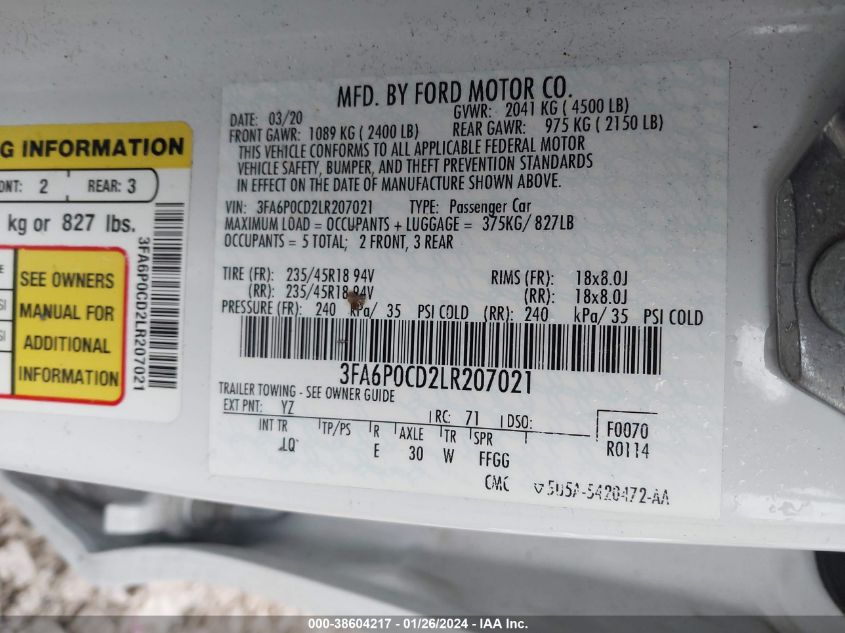 MFD. BY FORD MOTOR CO.
DATE: 03/20 GVWR: 2041 KG ( 4500 LB)
FRONT GAWR: 1089 KG ( 2400 LB) REAR GAWR: 975 KG ( 2150 LB)
THIS VEHICLE CONFORMS TO ALL APPLICABLE FEDERAL MOTOR
VEHICLE SAFETY, BUMPER, AND THEFT PREVENTION STANDARDS
IN EFFECT ON THE DATE OF MANUFACTURE SHOWN ABOVE.
VIN: 3FA6P0CD2LR207021 TYPE: Passenger Car
MAXIMUM LOAD = OCCUPANTS + LUGGAGE = 375KG/ 827LB
OCCUPANTS = 5 TOTAL; 2 FRONT, 3 REAR
TIRE (FR): 235/45R18 94V RIMS (FR): 18x8.0J
(RR): 235/45R18 94V (RR): 18x8.0J
PRESSURE (FR): 240 kPa/ 35 PSI COLD (RR): 240 kPa/ 35 PSI COLD
3FA6P0CD2LR207021
TRAILER TOWING - SEE OWNER GUIDE
EXT PNT: YZ RC: 71 DSO: F0070
INT TR TP/PS R AXLE TR SPR R0114
LQ E 30 W FFGG
CMC 5U5A-5420472-AA
G INFORMATION
ONT: 2 REAR: 3
kg or 827 lbs.
SEE OWNERS
MANUAL FOR
ADDITIONAL
INFORMATION
3FA6P0CD2LR207021
000-38604217 - 01/26/2024 - IAA Inc.